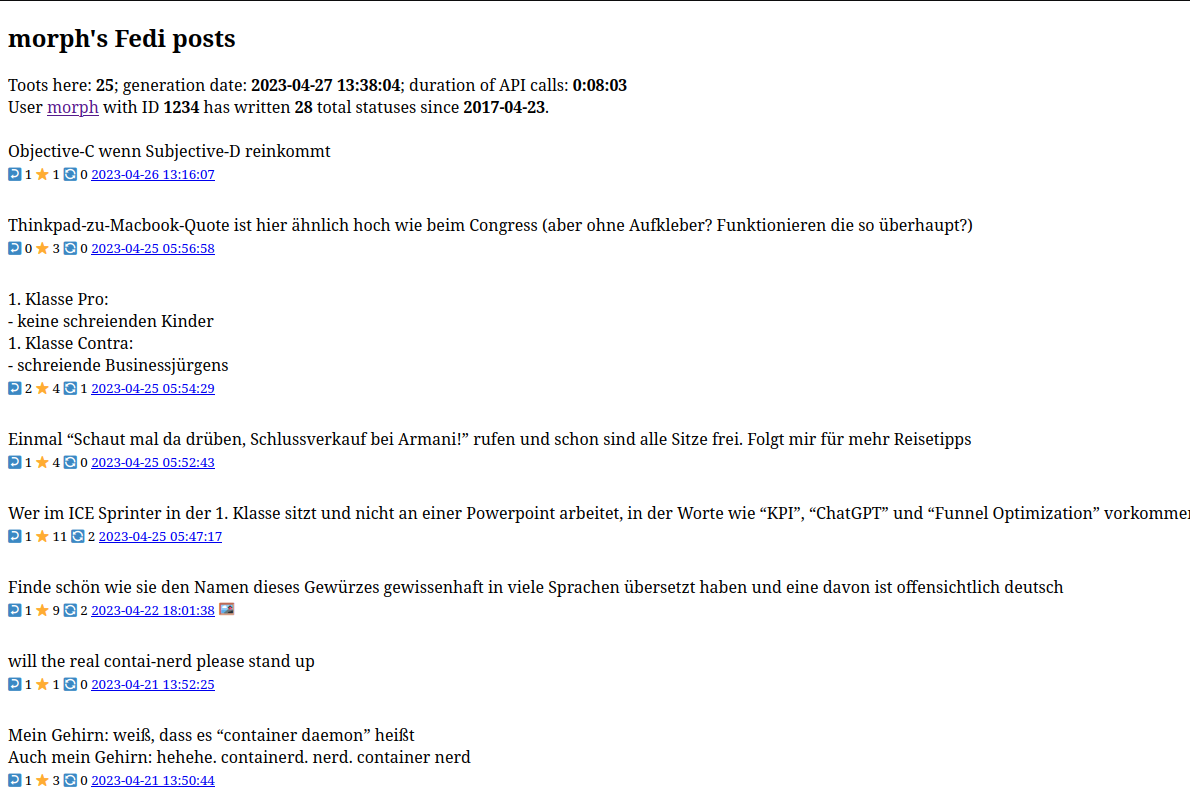 morph's Fedi posts
Toots here: 25; generation date: 2023-04-27 13:38:04; duration of API calls: 0:08:03
User morph with ID 1234 has written 28 total statuses since 2017-04-23.
Objective-C wenn Subjective-D reinkommt
1 1 0 2023-04-26 13:16:07
Thinkpad-zu-Macbook-Quote ist hier ähnlich hoch wie beim Congress (aber ohne Aufkleber? Funktionieren die so überhaupt?)
0 3 0 2023-04-25 05:56:58
1. Klasse Pro:
- keine schreienden Kinder
1. Klasse Contra:
- schreiende Businessjürgens
2 4 1 2023-04-25 05:54:29
Einmal “Schaut mal da drüben, Schlussverkauf bei Armani!” rufen und schon sind alle Sitze frei. Folgt mir für mehr Reisetipps
1 4 0 2023-04-25 05:52:43
Wer im ICE Sprinter in der 1. Klasse sitzt und nicht an einer Powerpoint arbeitet, in der Worte wie “KPI”, “ChatGPT” und “Funnel Optimization”
1 11 2 2023-04-25 05:47:17
Finde schön wie sie den Namen dieses Gewürzes gewissenhaft in viele Sprachen übersetzt haben und eine davon ist offensichtlich deutsch
1 9 2 2023-04-22 18:01:38
will the real contai-nerd please stand up
1 1 0 2023-04-21 13:52:25
Mein Gehirn: weiß, dass es “container daemon” heißt
Auch mein Gehirn: hehehe. containerd. nerd. container nerd
1 3 0 2023-04-21 13:50:44